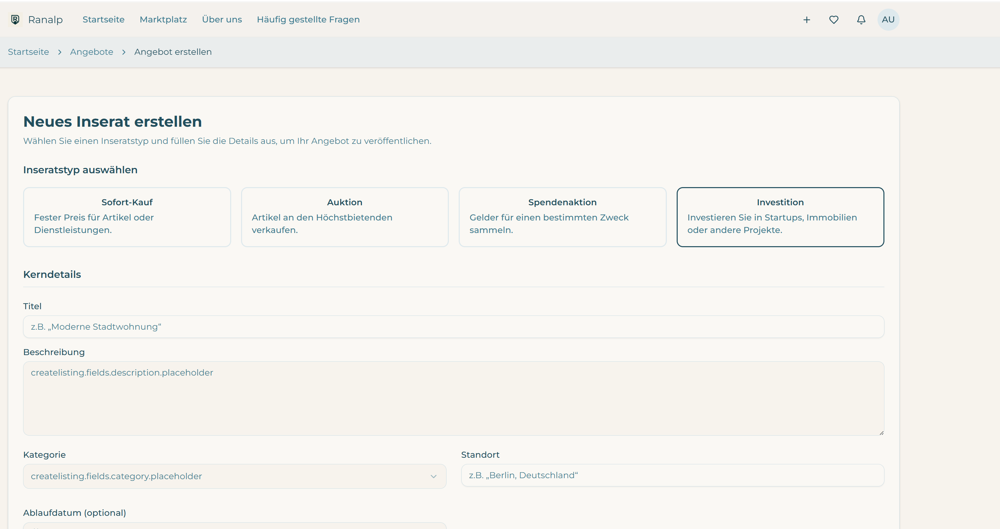 Ranalp Startseite Marktplatz Über uns Häufig gestellte Fragen AU
Startseite > Angebote > Angebot erstellen
Neues Inserat erstellen
Wählen Sie einen Inseratstyp und füllen Sie die Details aus, um Ihr Angebot zu veröffentlichen.
Inseratstyp auswählen
Sofort-Kauf
Fester Preis für Artikel oder
Dienstleistungen.
Auktion
Artikel an den Höchstbietenden
verkaufen.
Spendenaktion
Gelder für einen bestimmten Zweck
sammeln.
Investition
Investieren Sie in Startups, Immobilien
oder andere Projekte.
Kerndetails
Titel
z.B. „Moderne Stadtwohnung“
Beschreibung
createlisting.fields.description.placeholder
Kategorie
createlisting.fields.category.placeholder
Standort
z.B. „Berlin, Deutschland“
Ablaufdatum (optional)